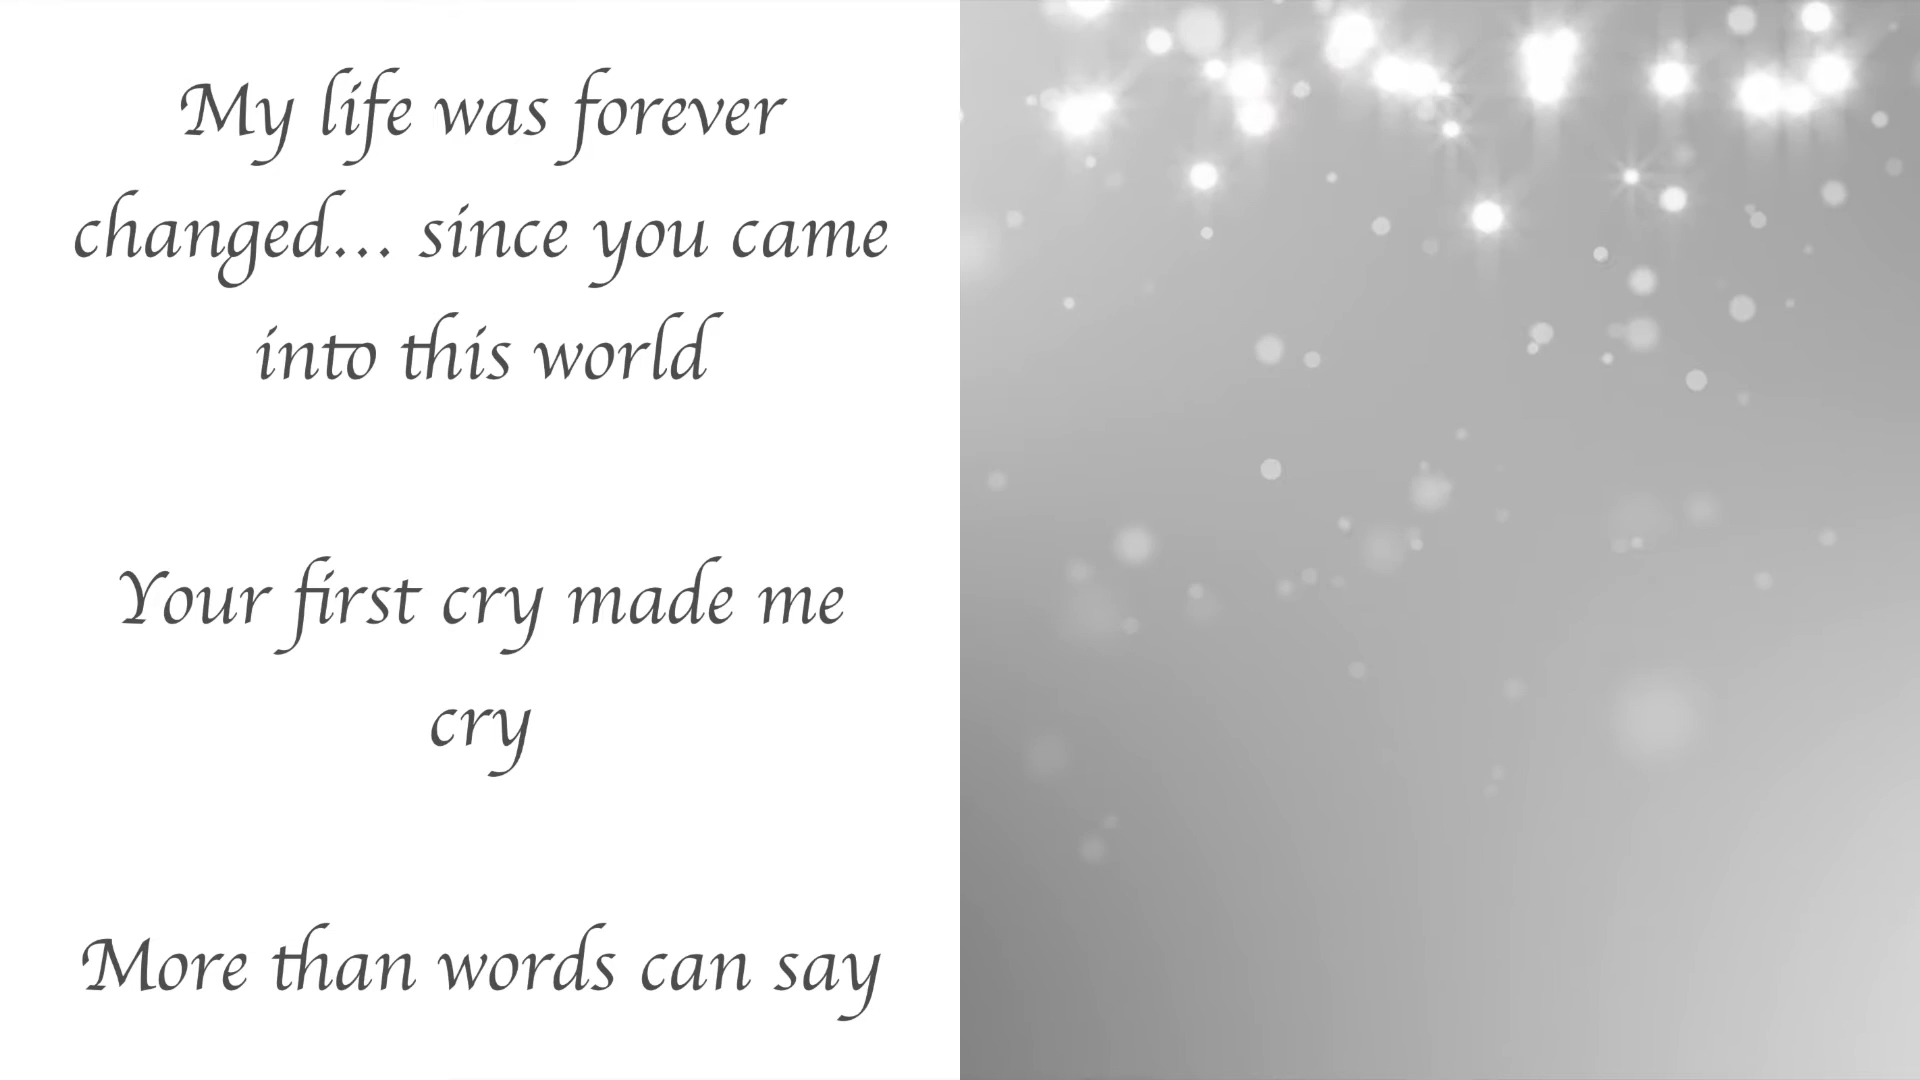 My life was forever
changed... since you came
into this world
Your first cry made me
cry
More than words can say